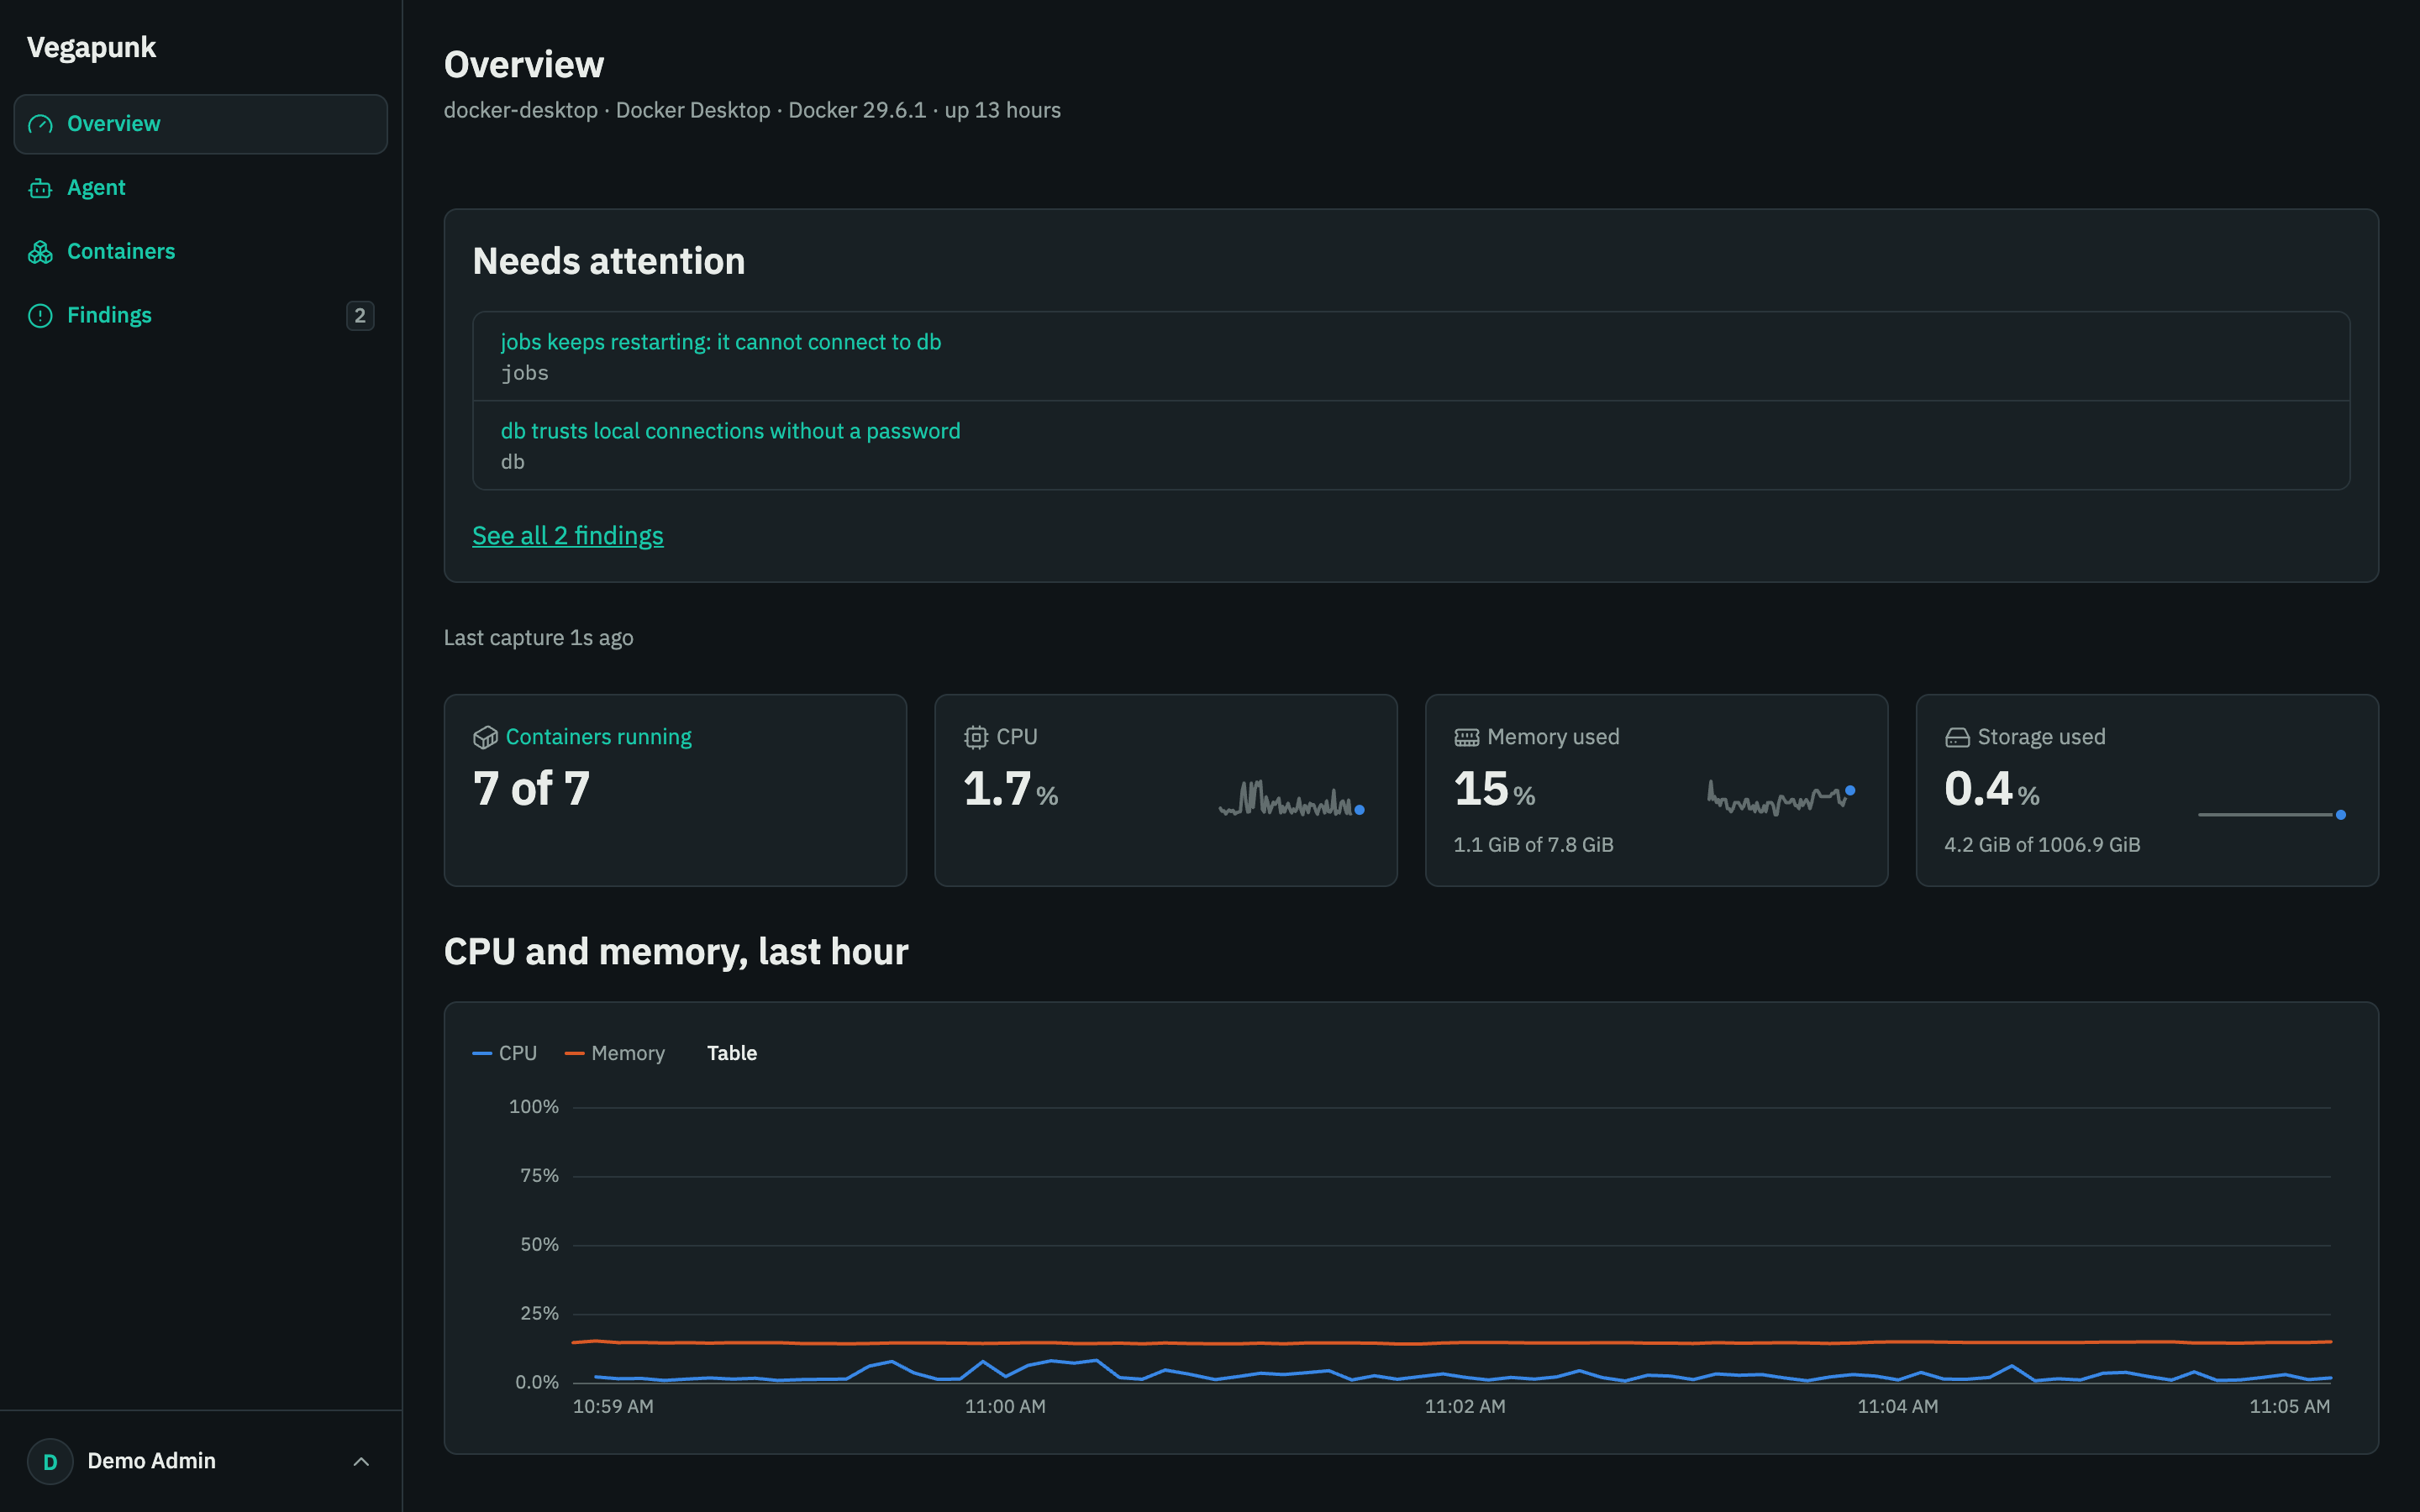 Vegapunk
Overview
Agent
Containers
Findings 2
Demo Admin
D
Overview
docker-desktop · Docker Desktop · Docker 29.6.1 · up 13 hours
Needs attention
jobs keeps restarting: it cannot connect to db
jobs
db trusts local connections without a password
db
See all 2 findings
Last capture 1s ago
Containers running
7 of 7
CPU
1.7 %
Memory used
15 %
1.1 GiB of 7.8 GiB
Storage used
0.4 %
4.2 GiB of 1006.9 GiB
CPU and memory, last hour
CPU Memory Table
100%
75%
50%
25%
0.0%
10:59 AM 11:00 AM 11:02 AM 11:04 AM 11:05 AM